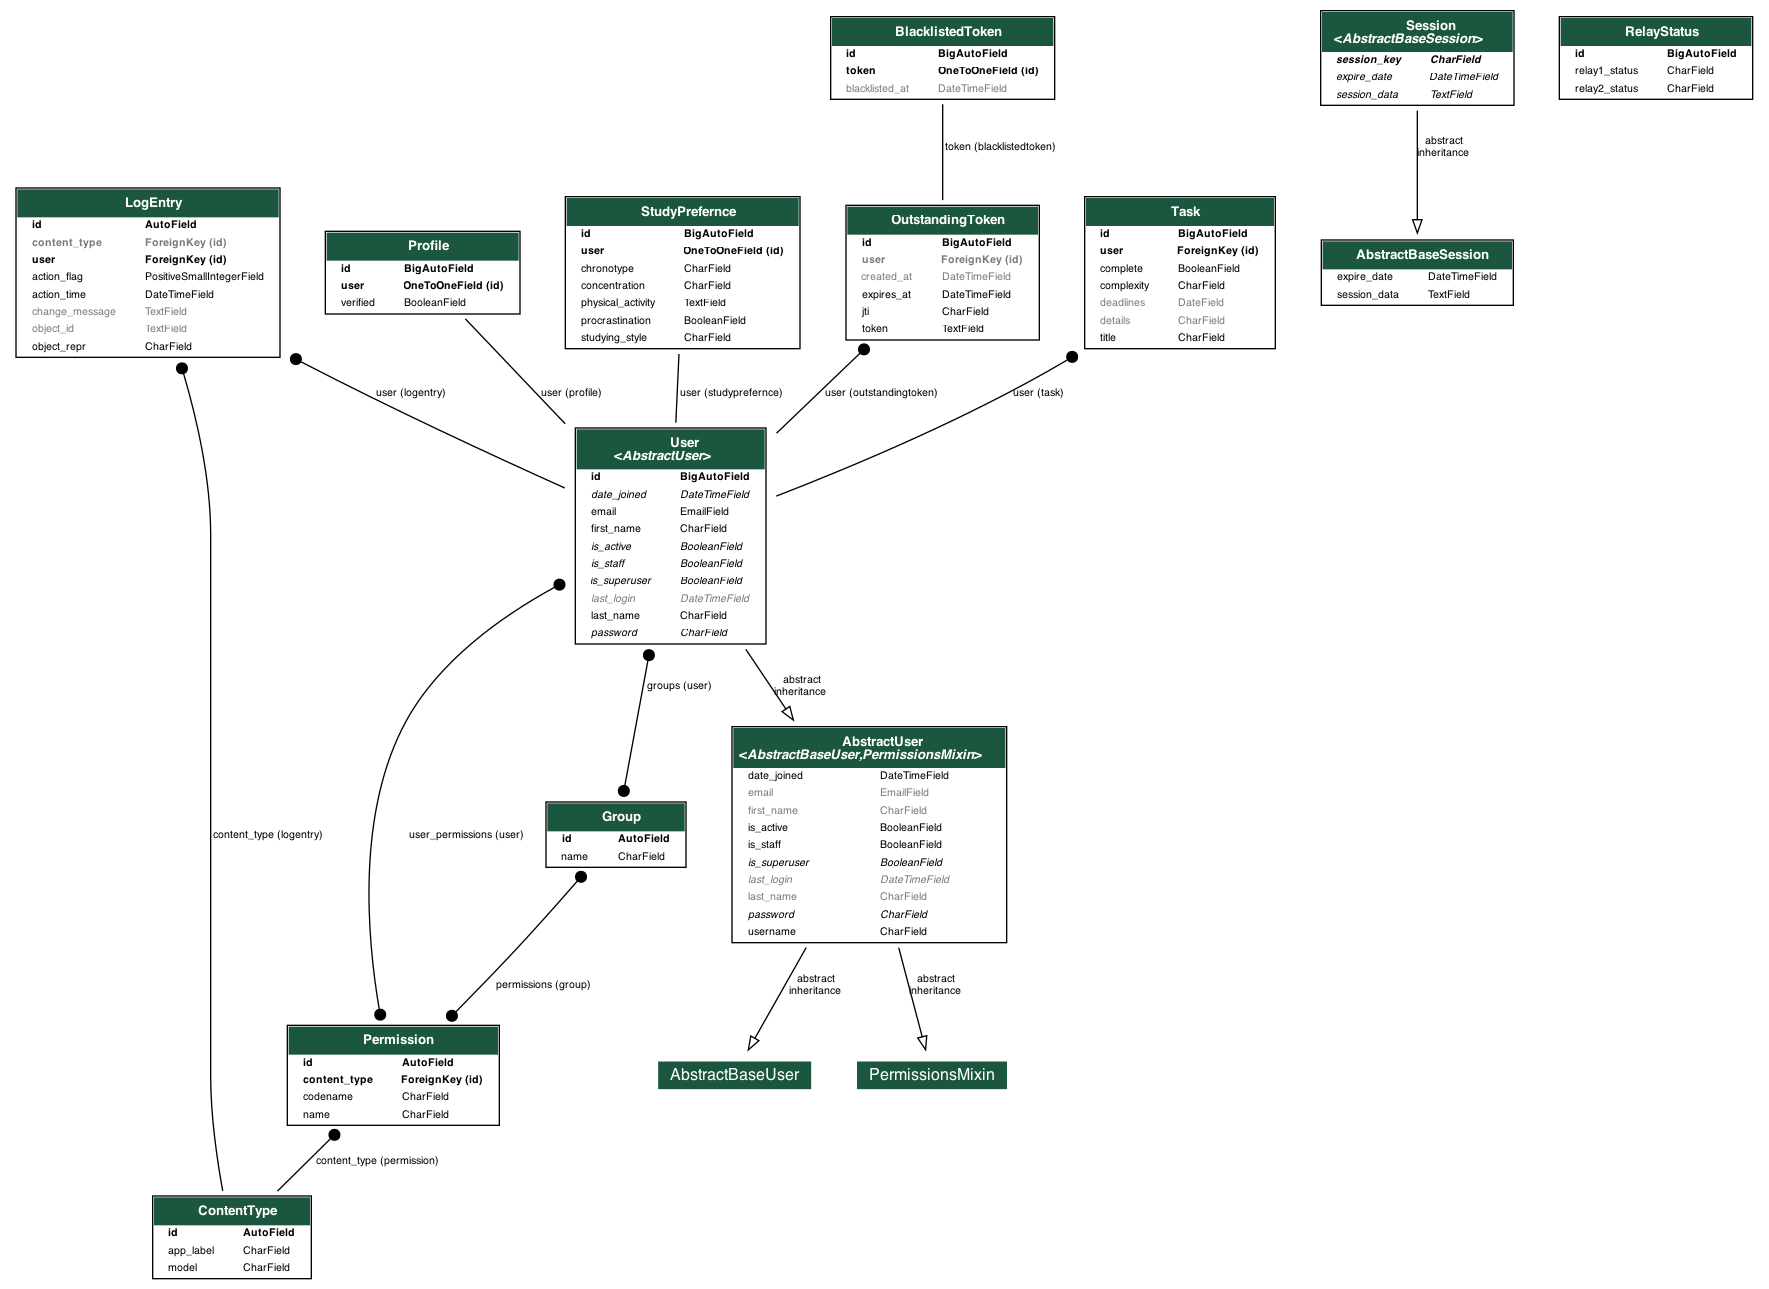 BlacklistedToken
id BigAutoField
token OneToOneField (id)
blacklisted_at DateTimeField
Session
<AbstractBaseSession>
session_key CharField
expire_date DateTimeField
session_data TextField
RelayStatus
id BigAutoField
relay1_status CharField
relay2_status CharField
token (blacklistedtoken)
abstract
inheritance
LogEntry
id AutoField
content_type ForeignKey (id)
user ForeignKey (id)
action_flag PositiveSmallIntegerField
action_time DateTimeField
change_message TextField
object_id TextField
object_repr CharField
Profile
id BigAutoField
user OneToOneField (id)
verified BooleanField
StudyPrefernce
id BigAutoField
user OneToOneField (id)
chronotype CharField
concentration CharField
physical_activity TextField
procrastination BooleanField
studying_style CharField
OutstandingToken
id BigAutoField
user ForeignKey (id)
created_at DateTimeField
expires_at DateTimeField
jti CharField
token TextField
Task
id BigAutoField
user ForeignKey (id)
complete BooleanField
complexity CharField
deadlines DateField
details CharField
title CharField
AbstractBaseSession
expire_date DateTimeField
session_data TextField
user (logentry)
user (profile)
user (studyprefernce)
user (outstandingtoken)
user (task)
User
<AbstractUser>
id BigAutoField
date_joined DateTimeField
email EmailField
first_name CharField
is_active BooleanField
is_staff BooleanField
is_superuser BooleanField
last_login DateTimeField
last_name CharField
password CharField
groups (user)
abstract
inheritance
AbstractUser
<AbstractBaseUser,PermissionsMixin>
date_joined DateTimeField
email EmailField
first_name CharField
is_active BooleanField
is_staff BooleanField
is_superuser BooleanField
last_login DateTimeField
last_name CharField
password CharField
username CharField
content_type (logentry)
user_permissions (user)
Group
id AutoField
name CharField
permissions (group)
abstract
inheritance
abstract
inheritance
Permission
id AutoField
content_type ForeignKey (id)
codename CharField
name CharField
AbstractBaseUser
PermissionsMixin
content_type (permission)
ContentType
id AutoField
app_label CharField
model CharField